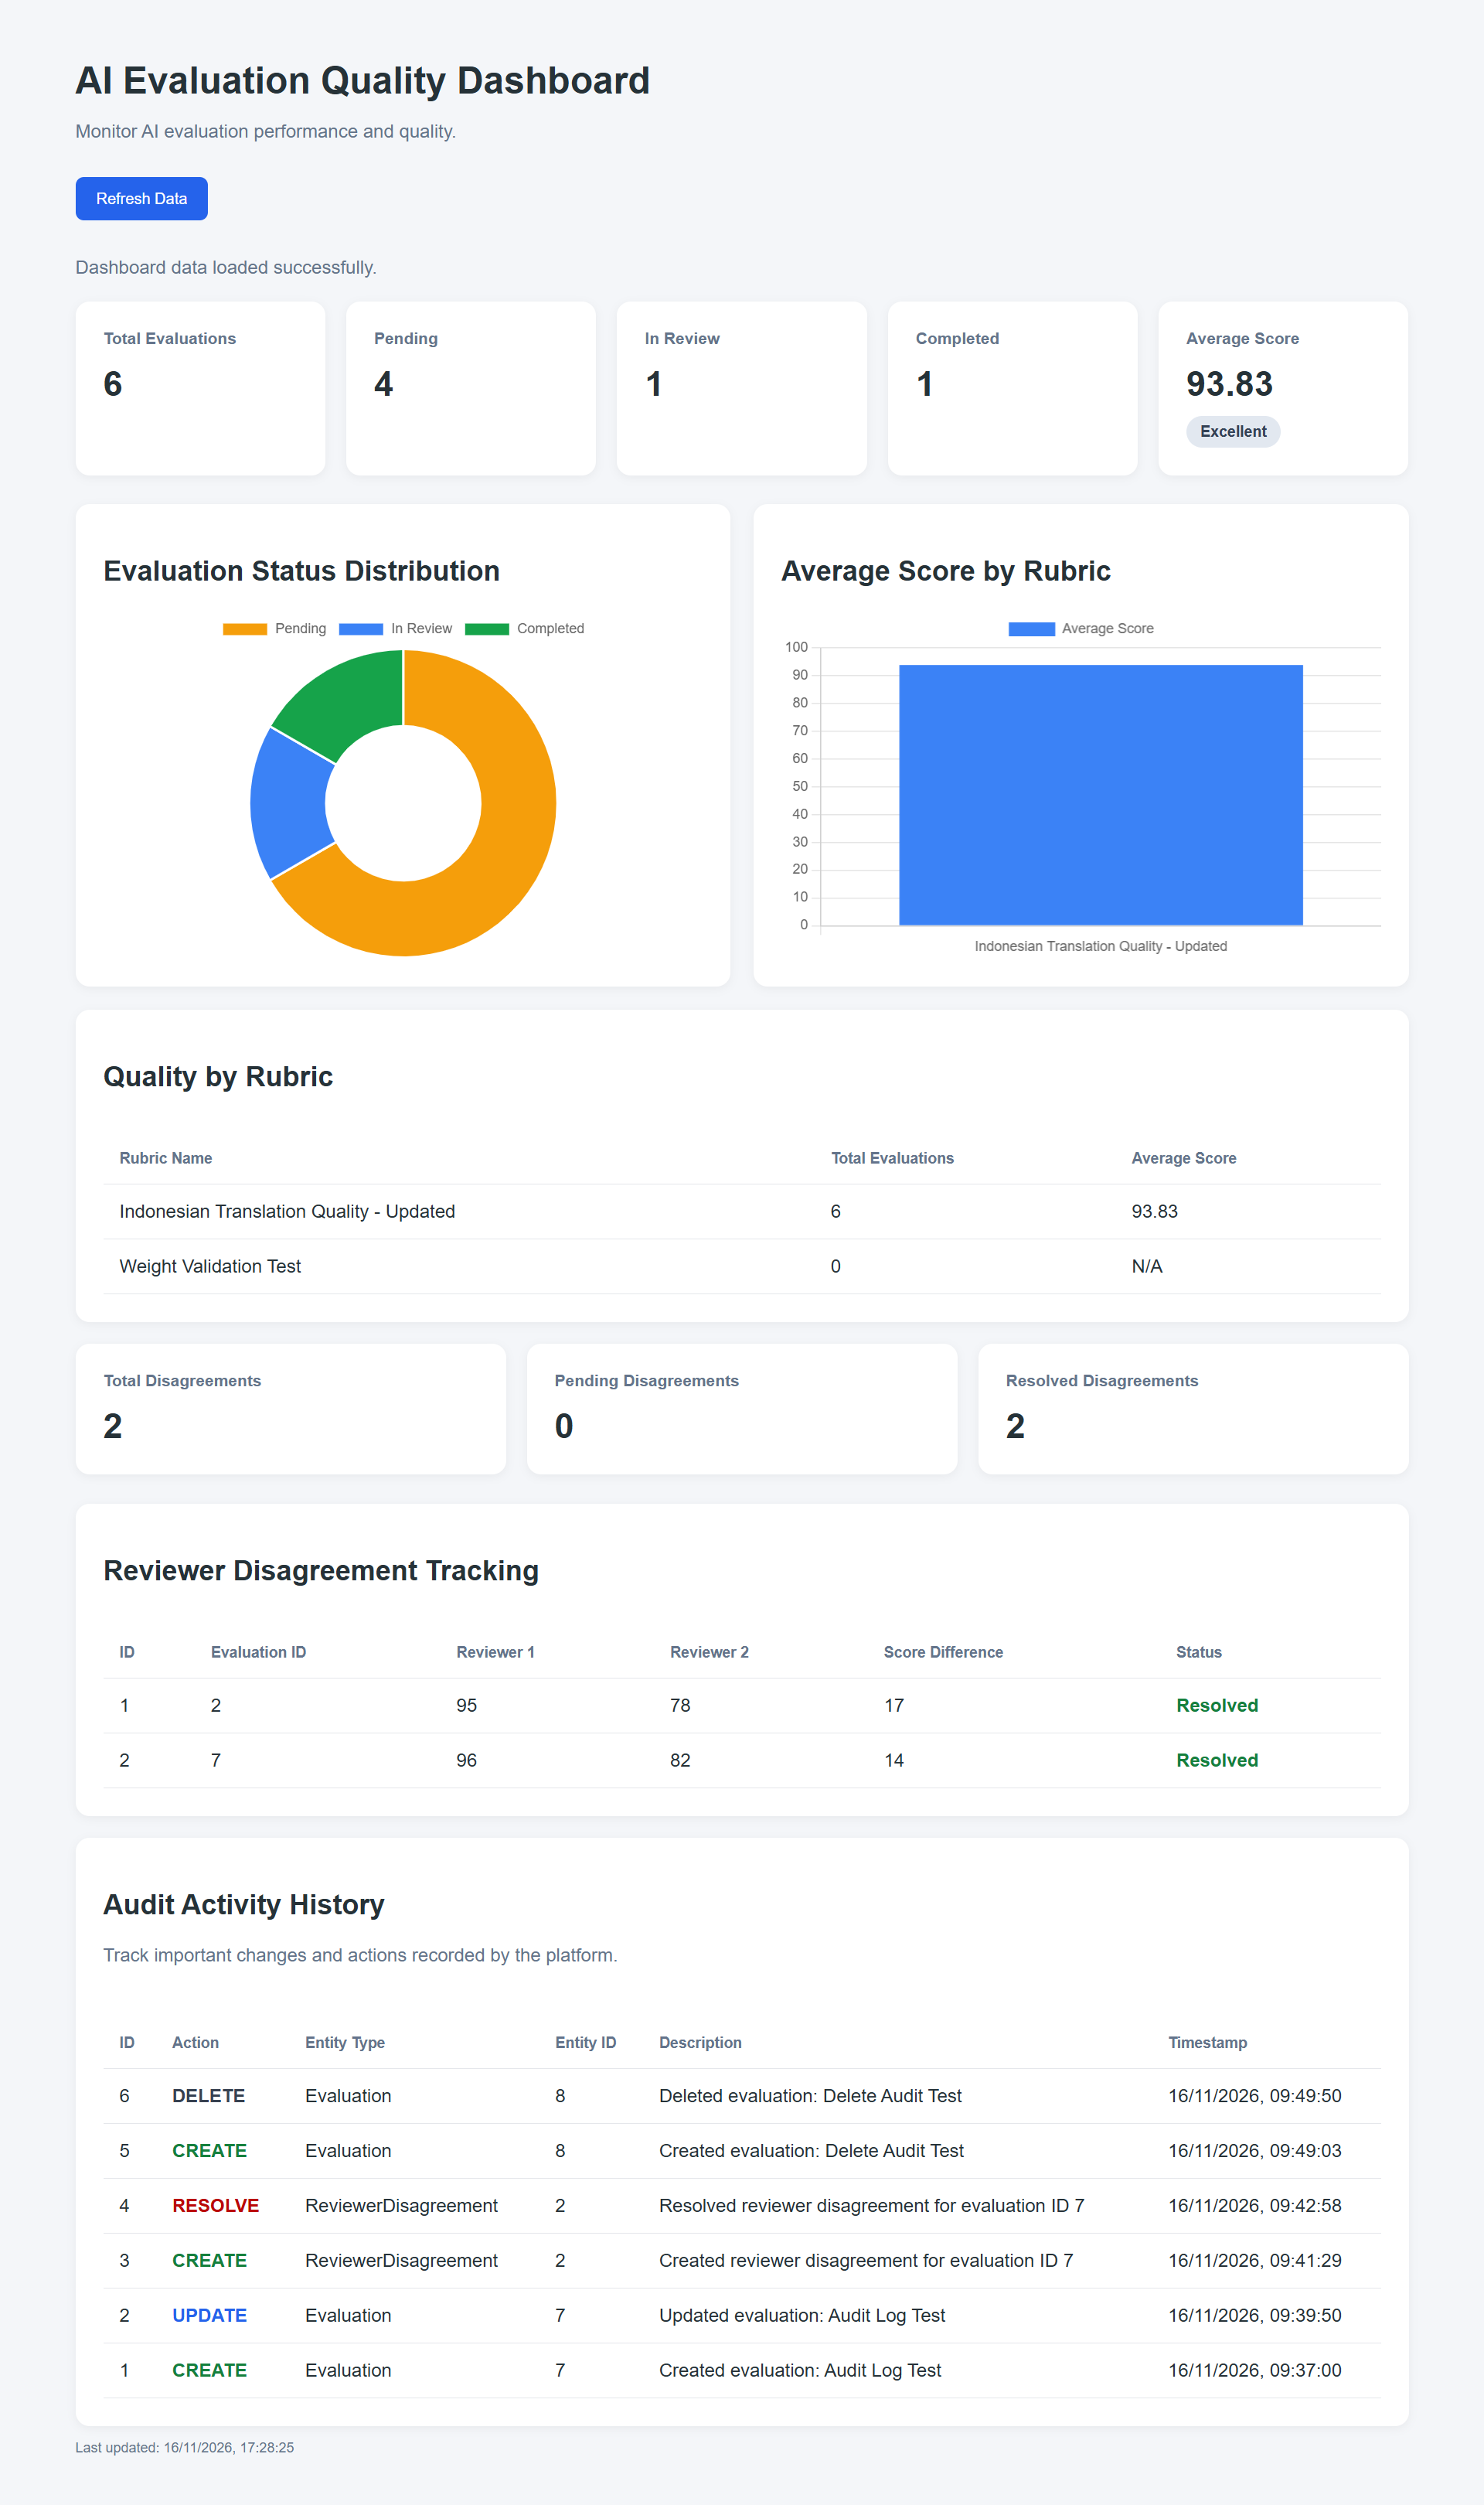 AI Evaluation Quality Dashboard
Monitor AI evaluation performance and quality.
Refresh Data
Dashboard data loaded successfully.
Total Evaluations
6
Pending
4
In Review
1
Completed
1
Average Score
93.83
Excellent
Evaluation Status Distribution
Pending In Review Completed
Average Score by Rubric
Average Score
100
90
80
70
60
50
40
30
20
10
0
Indonesian Translation Quality - Updated
Quality by Rubric
Rubric Name Total Evaluations Average Score
Indonesian Translation Quality - Updated 6 93.83
Weight Validation Test 0 N/A
Total Disagreements
2
Pending Disagreements
0
Resolved Disagreements
2
Reviewer Disagreement Tracking
ID Evaluation ID Reviewer 1 Reviewer 2 Score Difference Status
1 2 95 78 17 Resolved
2 7 96 82 14 Resolved
Audit Activity History
Track important changes and actions recorded by the platform.
ID Action Entity Type Entity ID Description Timestamp
6 DELETE Evaluation 8 Deleted evaluation: Delete Audit Test 16/11/2026, 09:49:50
5 CREATE Evaluation 8 Created evaluation: Delete Audit Test 16/11/2026, 09:49:03
4 RESOLVE ReviewerDisagreement 2 Resolved reviewer disagreement for evaluation ID 7 16/11/2026, 09:42:58
3 CREATE ReviewerDisagreement 2 Created reviewer disagreement for evaluation ID 7 16/11/2026, 09:41:29
2 UPDATE Evaluation 7 Updated evaluation: Audit Log Test 16/11/2026, 09:39:50
1 CREATE Evaluation 7 Created evaluation: Audit Log Test 16/11/2026, 09:37:00
Last updated: 16/11/2026, 17:28:25